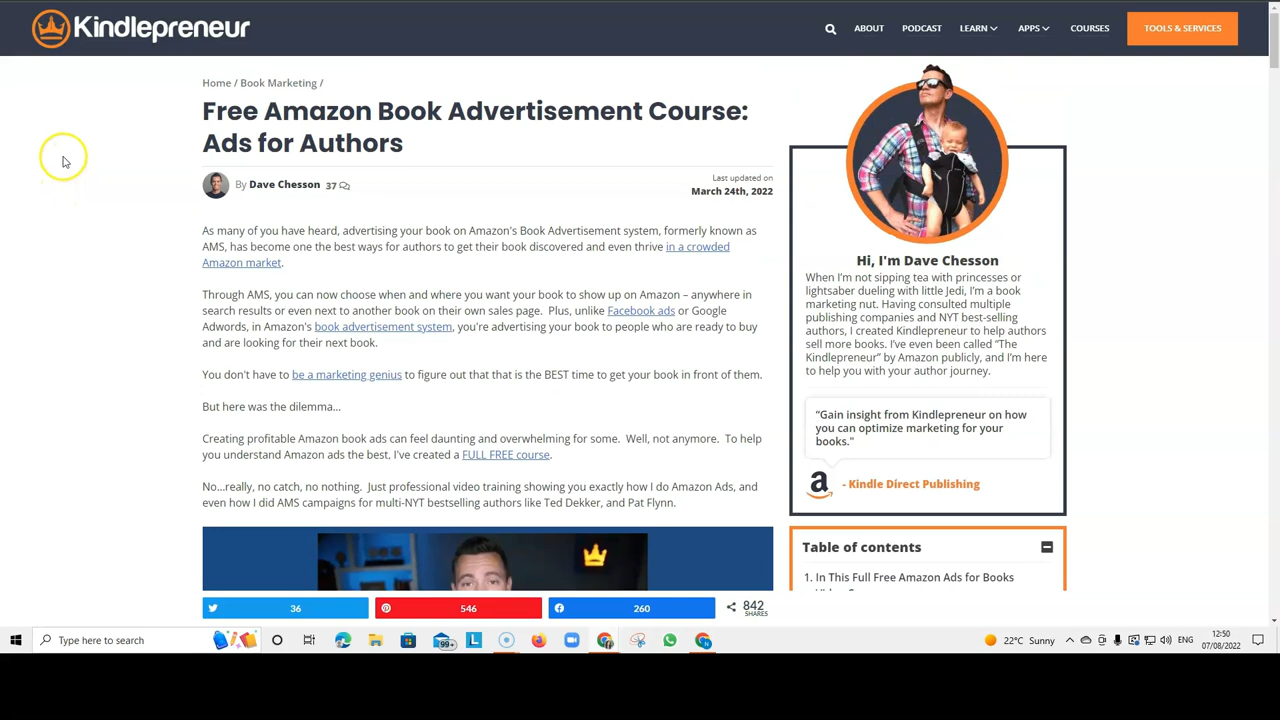 Kindlepreneur
ABOUT
PODCAST
LEARN
APPS
COURSES
TOOLS & SERVICES
Home / Book Marketing /
Free Amazon Book Advertisement Course:
Ads for Authors
By Dave Chesson 37
Last updated on
March 24th, 2022
As many of you have heard, advertising your book on Amazon's Book Advertisement system, formerly known as
AMS, has become one the best ways for authors to get their book discovered and even thrive in a crowded
Amazon market.
Through AMS, you can now choose when and where you want your book to show up on Amazon – anywhere in
search results or even next to another book on their own sales page. Plus, unlike Facebook ads or Google
Adwords, in Amazon's book advertisement system, you're advertising your book to people who are ready to buy
and are looking for their next book.
You don't have to be a marketing genius to figure out that that is the BEST time to get your book in front of them.
But here was the dilemma…
Creating profitable Amazon book ads can feel daunting and overwhelming for some. Well, not anymore. To help
you understand Amazon ads the best, I've created a FULL FREE course.
No…really, no catch, no nothing. Just professional video training showing you exactly how I do Amazon Ads, and
even how I did AMS campaigns for multi-NYT bestselling authors like Ted Dekker, and Pat Flynn.
36
546
260
842
SHARES
Hi, I'm Dave Chesson
When I'm not sipping tea with princesses or
lightsaber dueling with little Jedi, I'm a book
marketing nut. Having consulted multiple
publishing companies and NYT best-selling
authors, I created Kindlepreneur to help authors
sell more books. I've even been called “The
Kindlepreneur” by Amazon publicly, and I'm here
to help you with your author journey.
“Gain insight from Kindlepreneur on how
you can optimize marketing for your
books.”
a
- Kindle Direct Publishing
Table of contents
1. In This Full Free Amazon Ads for Books
Type here to search
99+
L
N
22°C Sunny
ENG
12:50
07/08/2022